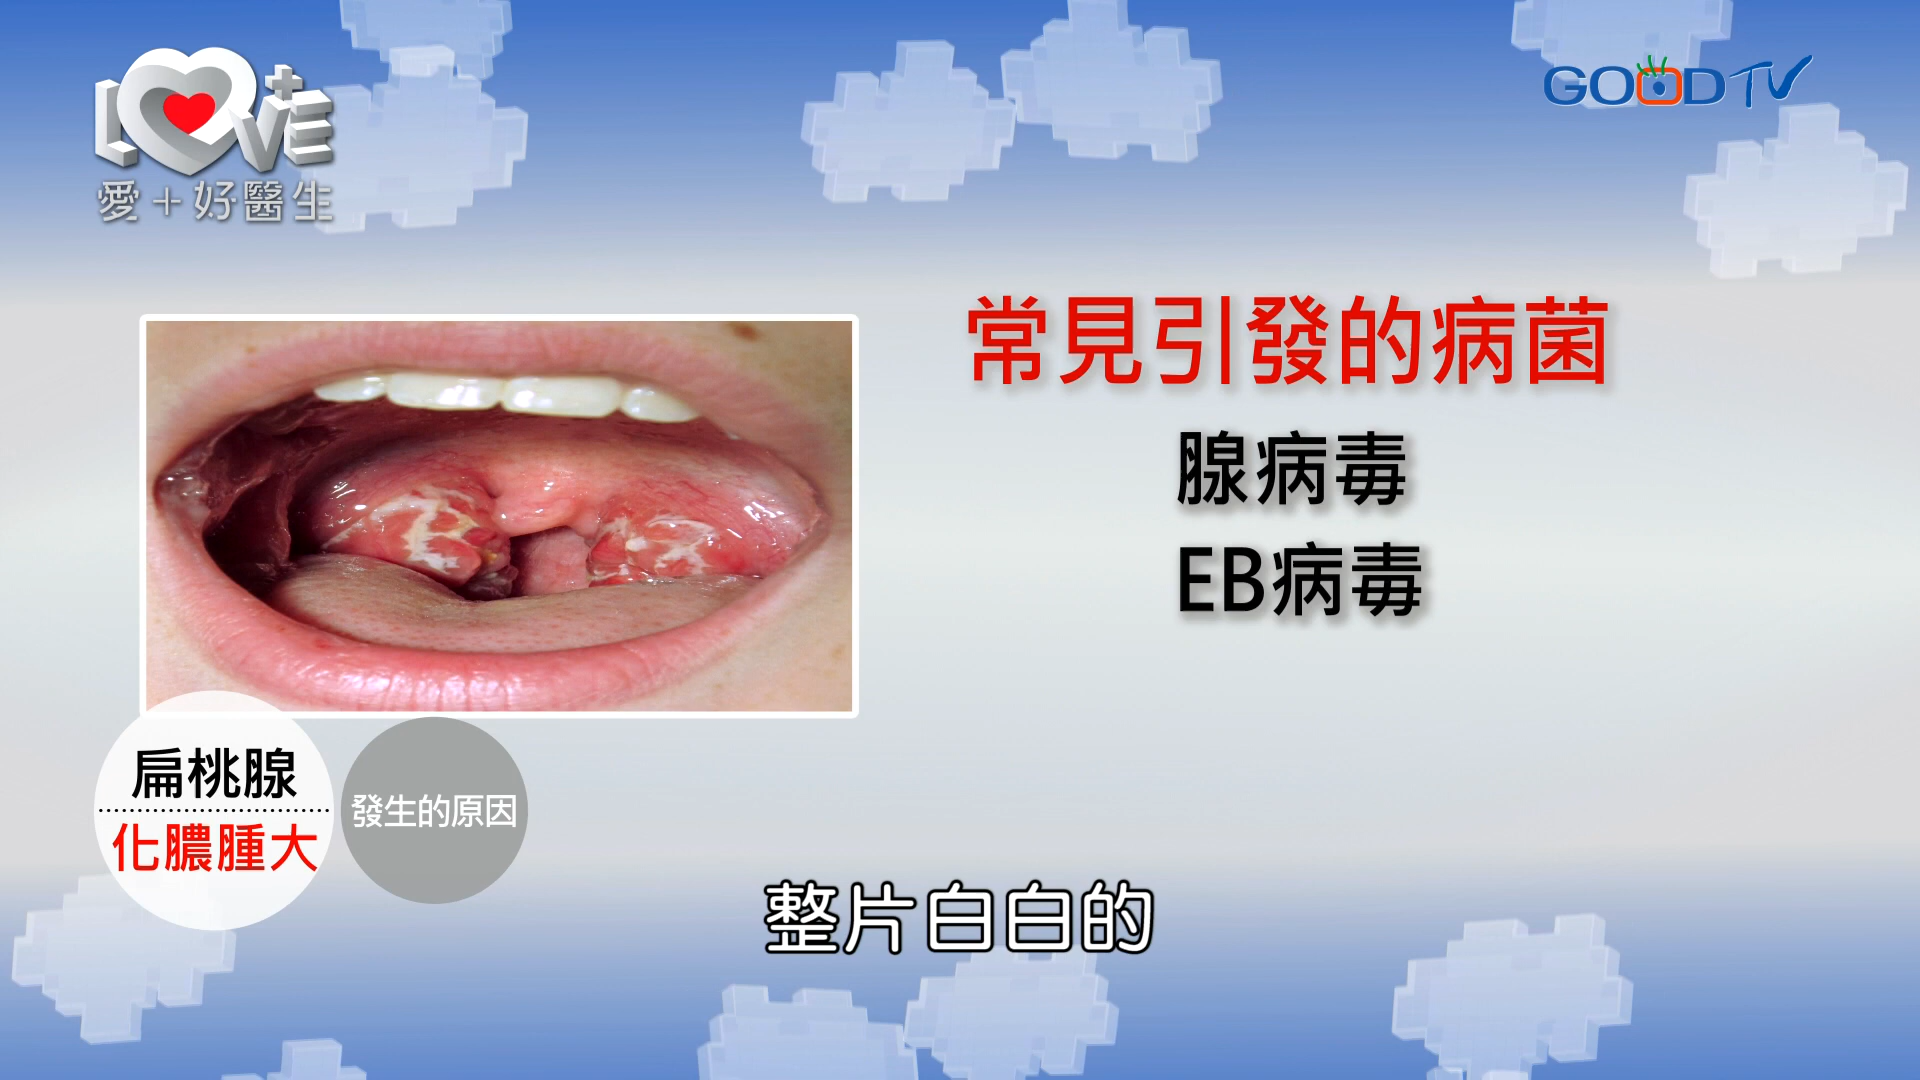 LOVE+
愛+好醫生
GOODTV
常見引發的病菌
腺病毒
EB病毒
扁桃腺
化膿腫大
發生的原因
整片白白的